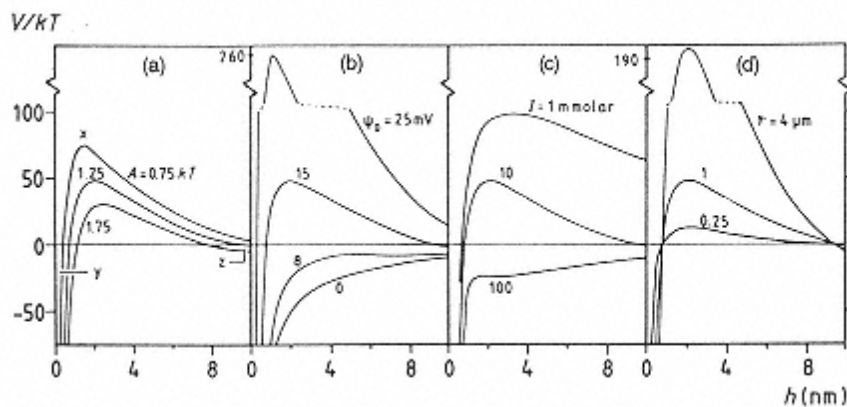 V/kT
(a)
260
(b)
(c)
190
(d)
100
50
0
-50
x
A = 0.75 kT
1.25
1.75
y
z
ψ₀ = 25mV
15
8
0
I = 1 mmolar
10
100
r = 4 μm
1
0.25
0 4 8 0 4 8 0 4 8 0 4 8
h (nm)